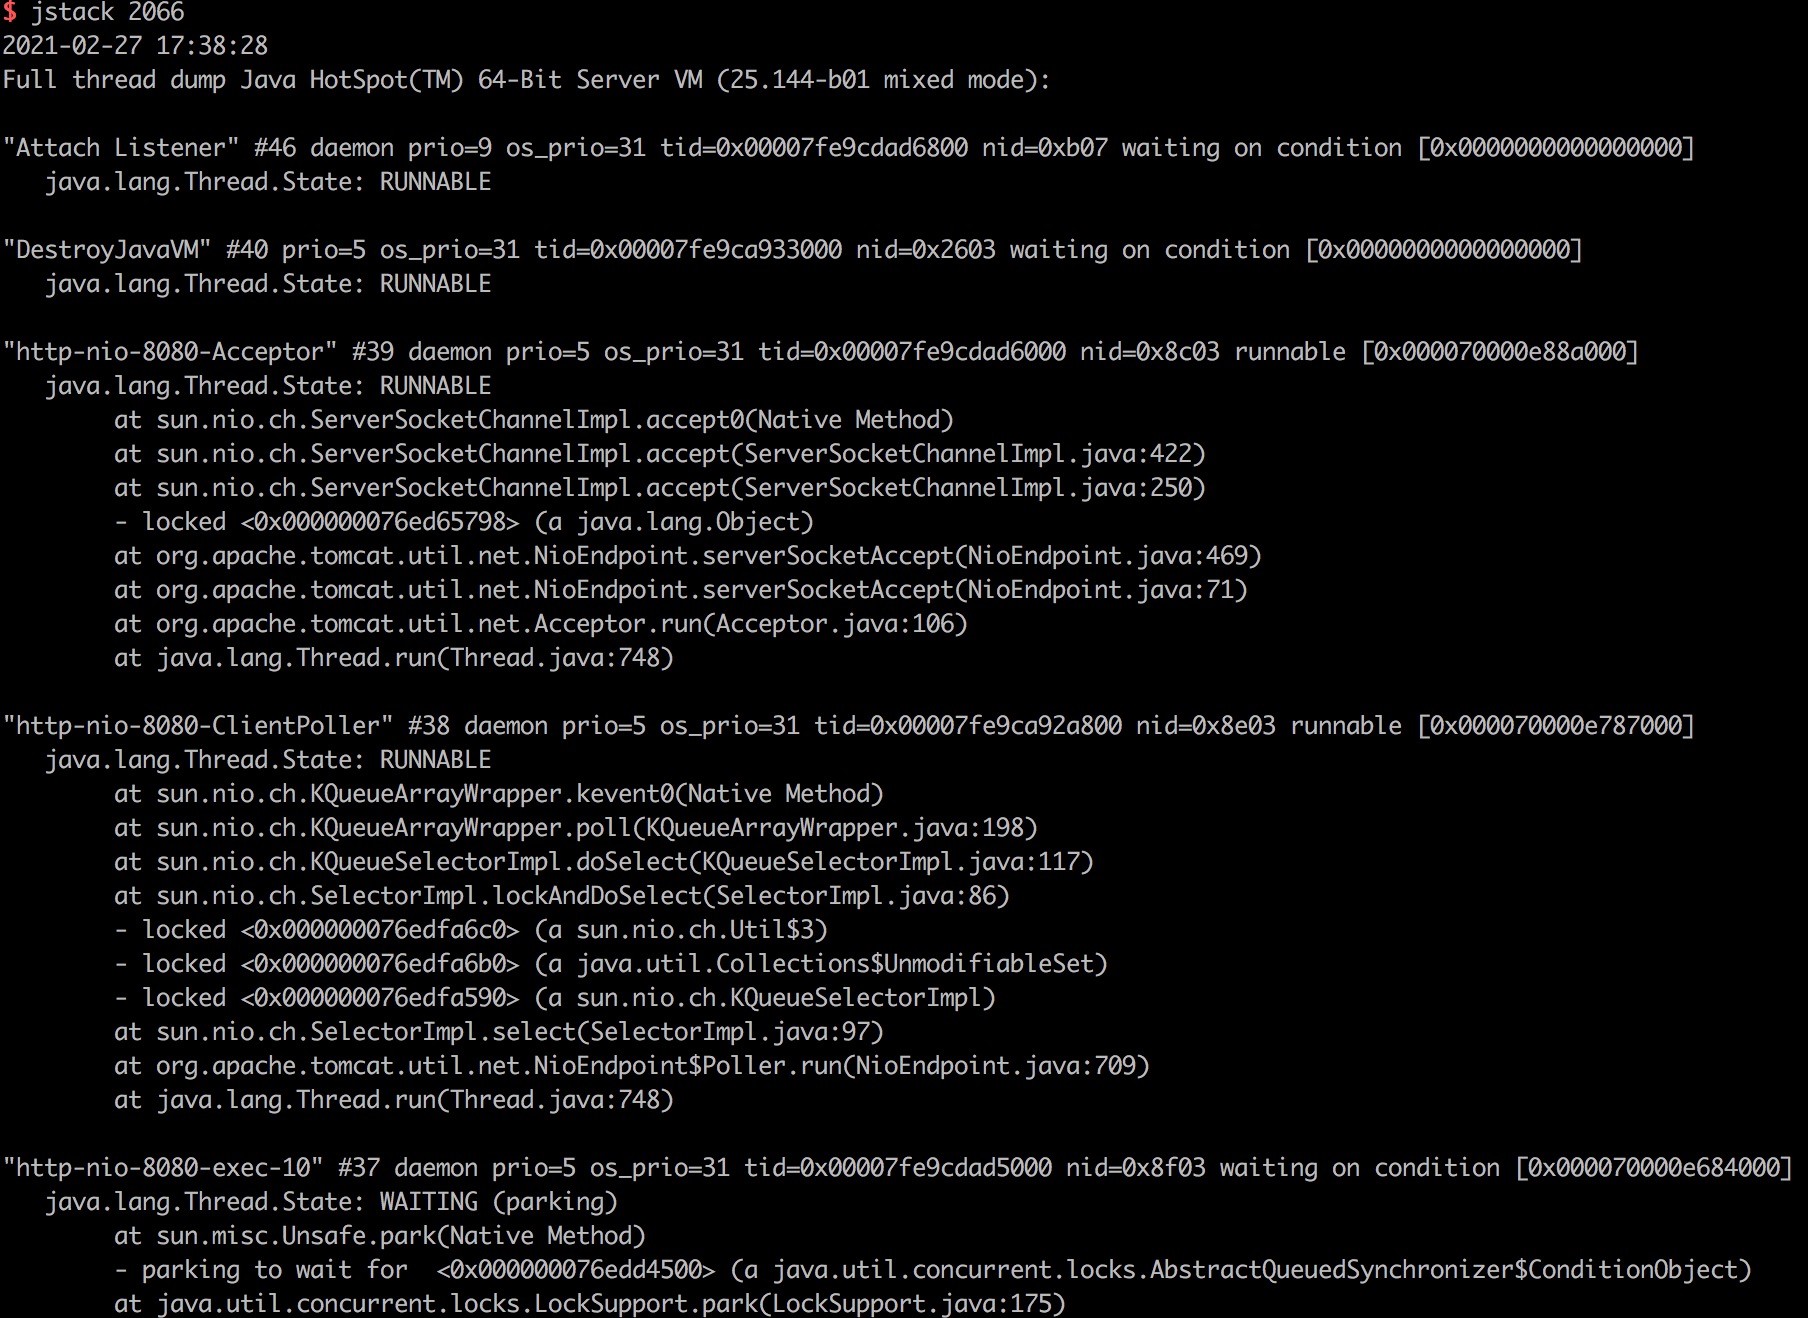 $ jstack 2066
2021-02-27 17:38:28
Full thread dump Java HotSpot(TM) 64-Bit Server VM (25.144-b01 mixed mode):
"Attach Listener" #46 daemon prio=9 os_prio=31 tid=0x00007fe9cdad6800 nid=0xb07 waiting on condition [0x0000000000000000]
java.lang.Thread.State: RUNNABLE
"DestroyJavaVM" #40 prio=5 os_prio=31 tid=0x00007fe9ca933000 nid=0x2603 waiting on condition [0x0000000000000000]
java.lang.Thread.State: RUNNABLE
"http-nio-8080-Acceptor" #39 daemon prio=5 os_prio=31 tid=0x00007fe9cdad6000 nid=0x8c03 runnable [0x000070000e88a000]
java.lang.Thread.State: RUNNABLE
at sun.nio.ch.ServerSocketChannelImpl.accept0(Native Method)
at sun.nio.ch.ServerSocketChannelImpl.accept(ServerSocketChannelImpl.java:422)
at sun.nio.ch.ServerSocketChannelImpl.accept(ServerSocketChannelImpl.java:250)
- locked <0x000000076ed65798> (a java.lang.Object)
at org.apache.tomcat.util.net.NioEndpoint.serverSocketAccept(NioEndpoint.java:469)
at org.apache.tomcat.util.net.NioEndpoint.serverSocketAccept(NioEndpoint.java:71)
at org.apache.tomcat.util.net.Acceptor.run(Acceptor.java:106)
at java.lang.Thread.run(Thread.java:748)
"http-nio-8080-ClientPoller" #38 daemon prio=5 os_prio=31 tid=0x00007fe9ca92a800 nid=0x8e03 runnable [0x000070000e787000]
java.lang.Thread.State: RUNNABLE
at sun.nio.ch.KQueueArrayWrapper.kevent0(Native Method)
at sun.nio.ch.KQueueArrayWrapper.poll(KQueueArrayWrapper.java:198)
at sun.nio.ch.KQueueSelectorImpl.doSelect(KQueueSelectorImpl.java:117)
at sun.nio.ch.SelectorImpl.lockAndDoSelect(SelectorImpl.java:86)
- locked <0x000000076edfa6c0> (a sun.nio.ch.Util$3)
- locked <0x000000076edfa6b0> (a java.util.Collections$UnmodifiableSet)
- locked <0x000000076edfa590> (a sun.nio.ch.KQueueSelectorImpl)
at sun.nio.ch.SelectorImpl.select(SelectorImpl.java:97)
at org.apache.tomcat.util.net.NioEndpoint$Poller.run(NioEndpoint.java:709)
at java.lang.Thread.run(Thread.java:748)
"http-nio-8080-exec-10" #37 daemon prio=5 os_prio=31 tid=0x00007fe9cdad5000 nid=0x8f03 waiting on condition [0x000070000e684000]
java.lang.Thread.State: WAITING (parking)
at sun.misc.Unsafe.park(Native Method)
- parking to wait for  <0x000000076edd4500> (a java.util.concurrent.locks.AbstractQueuedSynchronizer$ConditionObject)
at java.util.concurrent.locks.LockSupport.park(LockSupport.java:175)